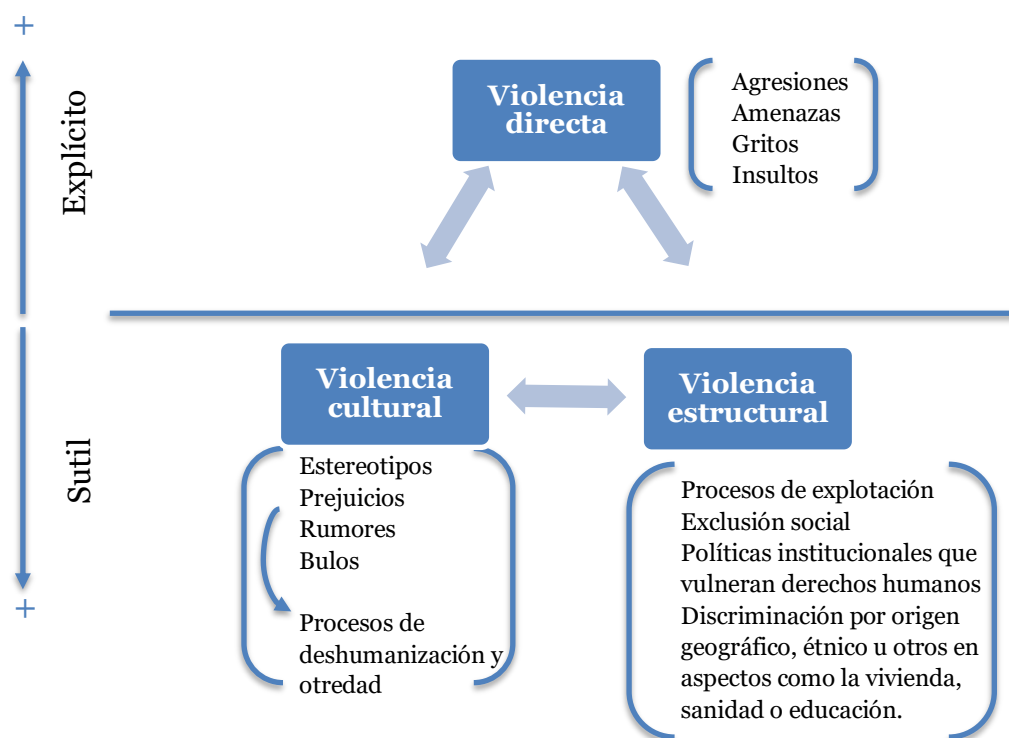 +
Explícito
Violencia
directa
Agresiones
Amenazas
Gritos
Insultos
Sutil
+
Violencia
cultural
Estereotipos
Prejuicios
Rumores
Bulos
Procesos de
deshumanización y
otredad
Violencia
estructural
Procesos de explotación
Exclusión social
Políticas institucionales que
vulneran derechos humanos
Discriminación por origen
geográfico, étnico u otros en
aspectos como la vivienda,
sanidad o educación.